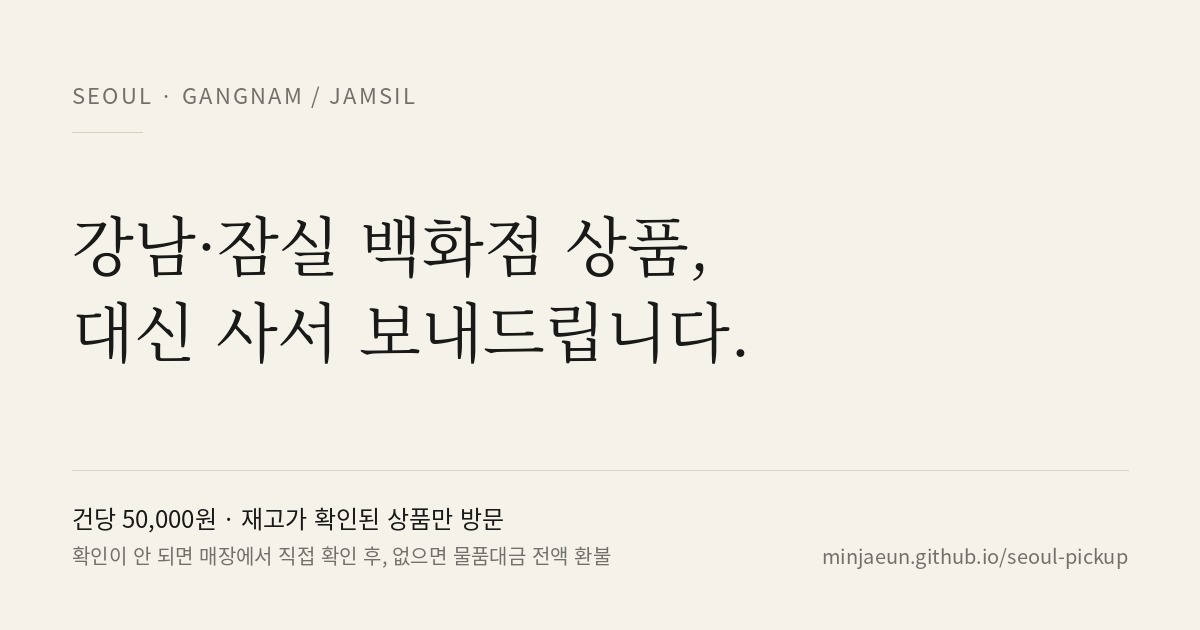 SEOUL · GANGNAM / JAMSIL
강남·잠실 백화점 상품,
대신 사서 보내드립니다.
건당 50,000원 · 재고가 확인된 상품만 방문
확인이 안 되면 매장에서 직접 확인 후, 없으면 물품대금 전액 환불
minjaeun.github.io/seoul-pickup